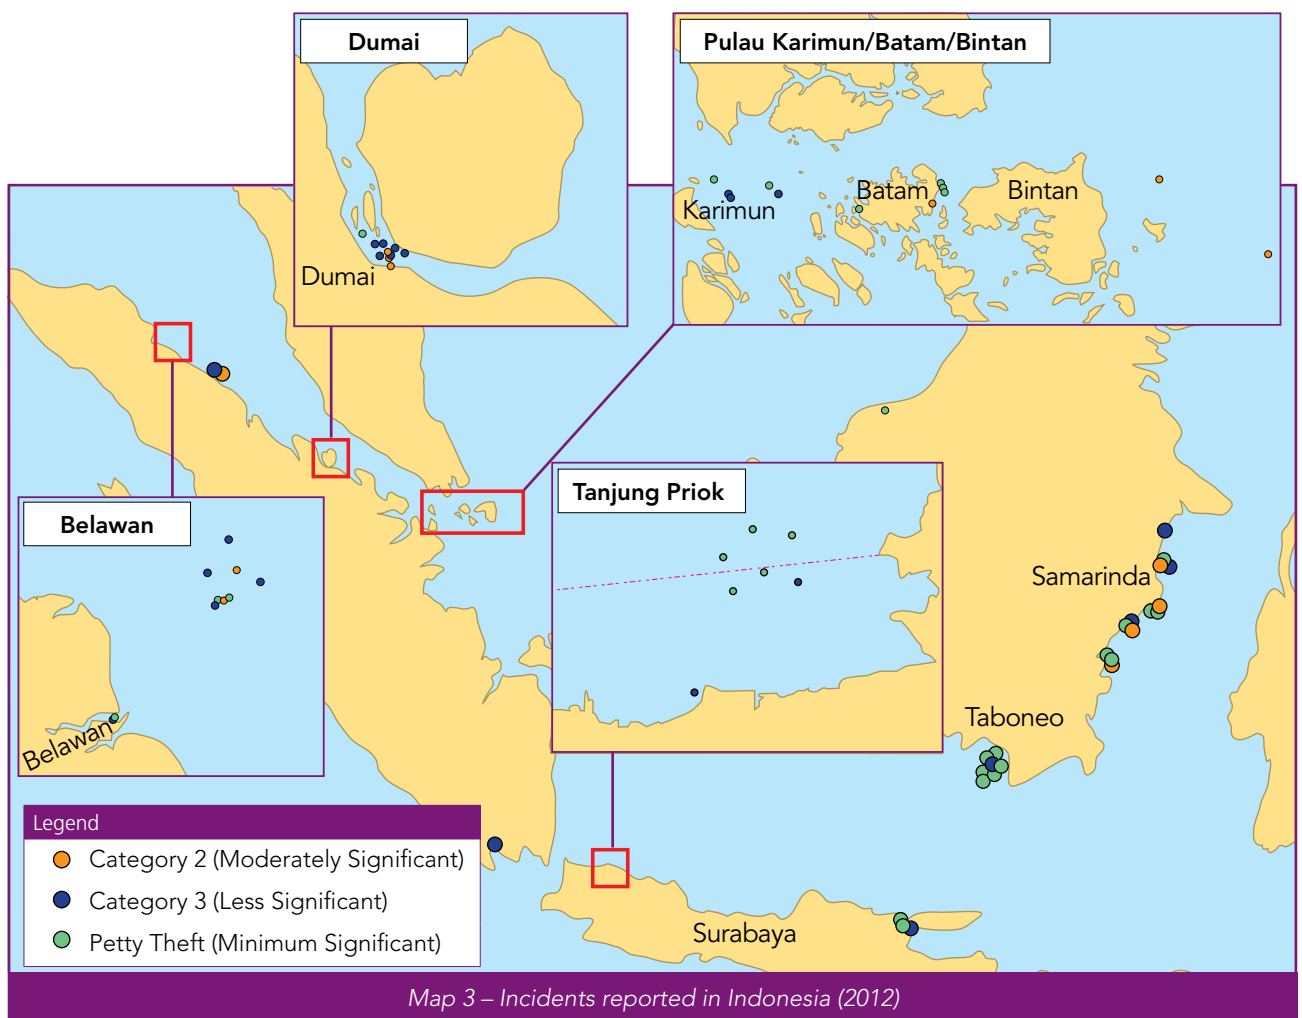 Dumai
Pulau Karimun/Batam/Bintan
Karimun
Batam
Bintan
Dumai
Belawan
Belawan
Tanjung Priok
Samarinda
Taboneo
Surabaya
Legend
Category 2 (Moderately Significant)
Category 3 (Less Significant)
Petty Theft (Minimum Significant)
Map 3 – Incidents reported in Indonesia (2012)